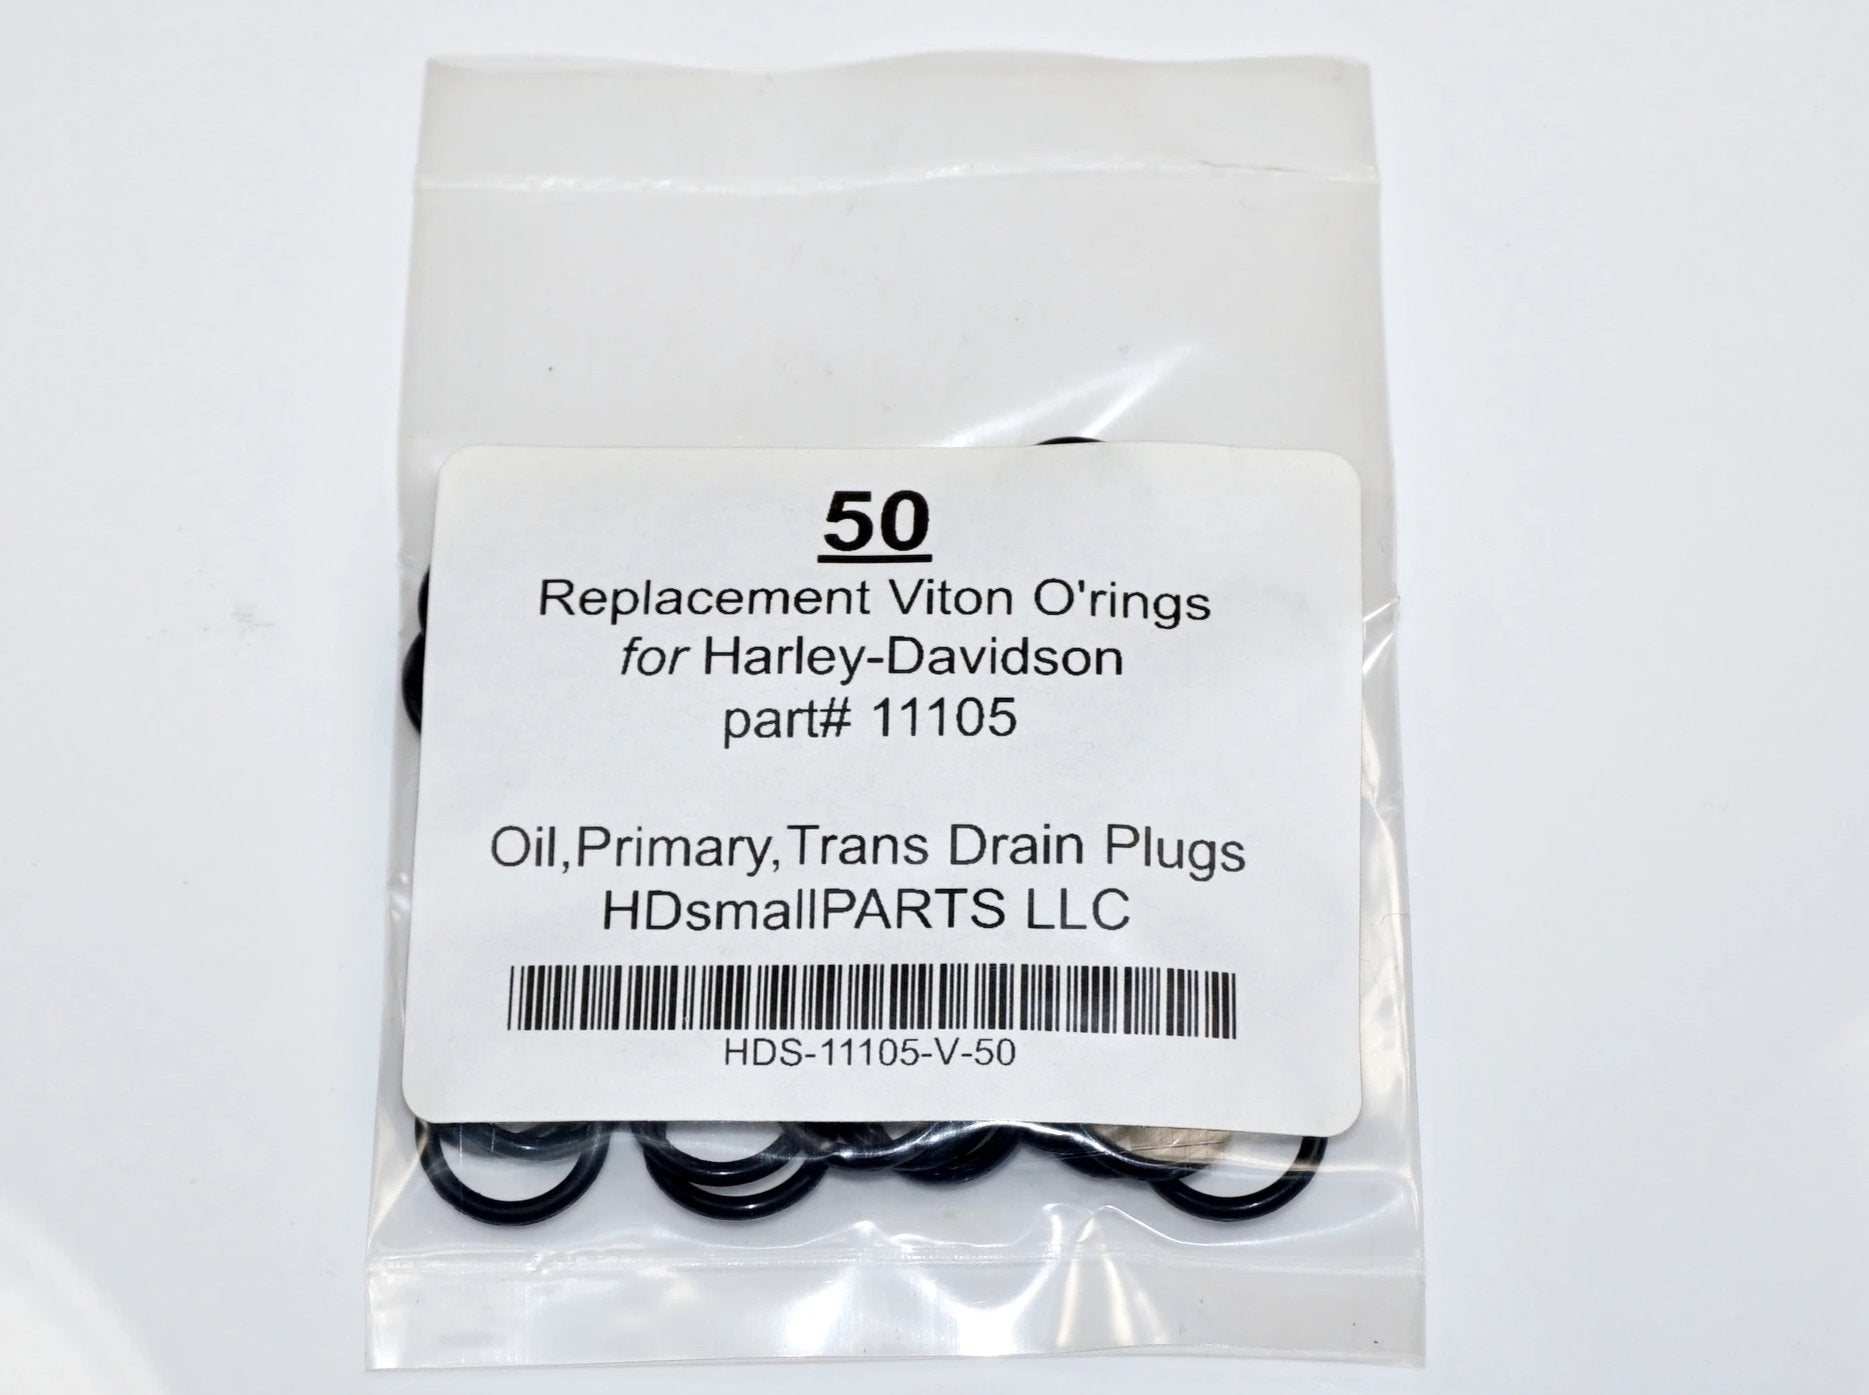 50
Replacement Viton O'rings
for Harley-Davidson
part# 11105
Oil,Primary,Trans Drain Plugs
HDsmallPARTS LLC
HDS-11105-V-50